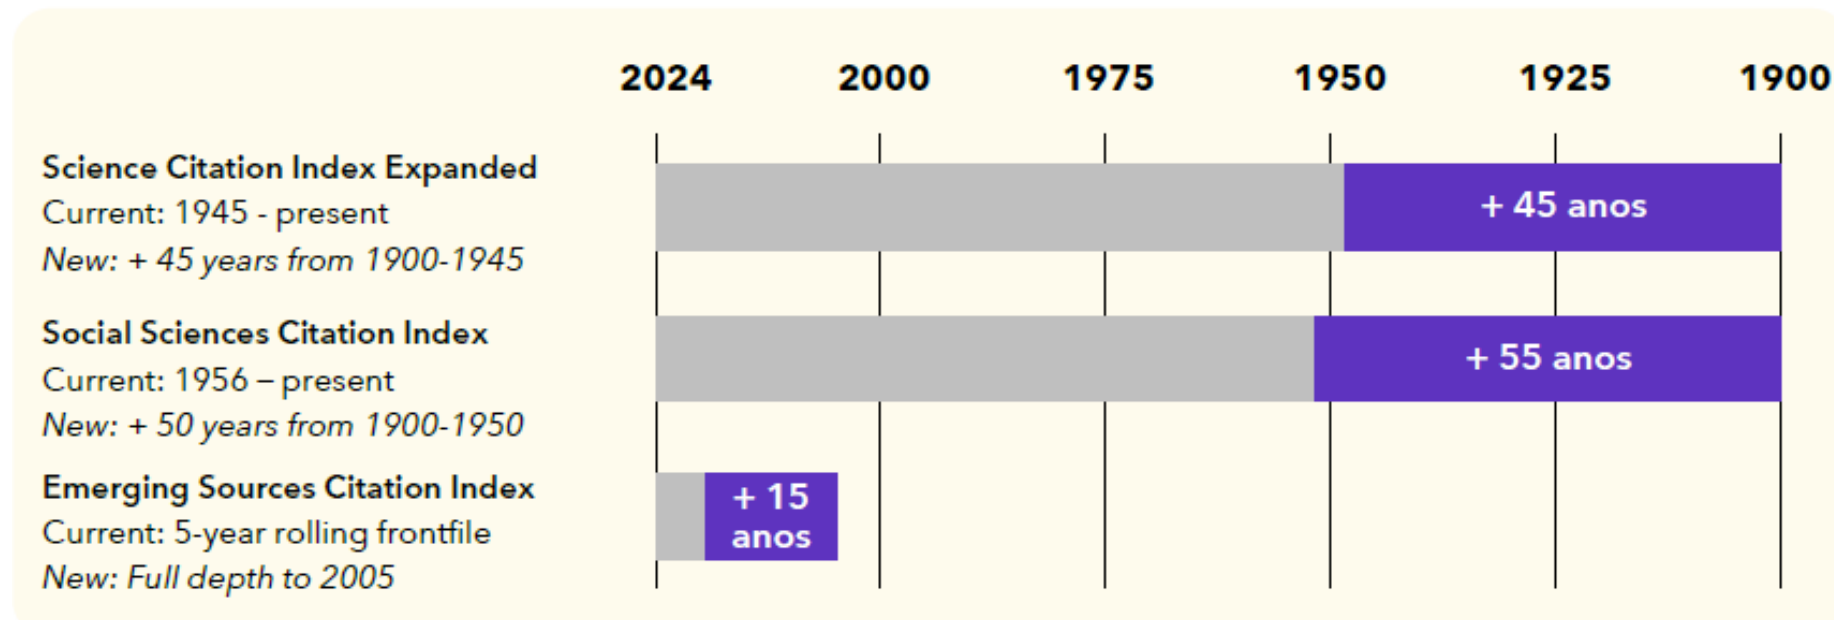 2024 2000 1975 1950 1925 1900
Science Citation Index Expanded
Current: 1945 - present
New: + 45 years from 1900-1945
+ 45 anos
Social Sciences Citation Index
Current: 1956 – present
New: + 50 years from 1900-1950
+ 55 anos
Emerging Sources Citation Index
Current: 5-year rolling frontfile
New: Full depth to 2005
+ 15
anos